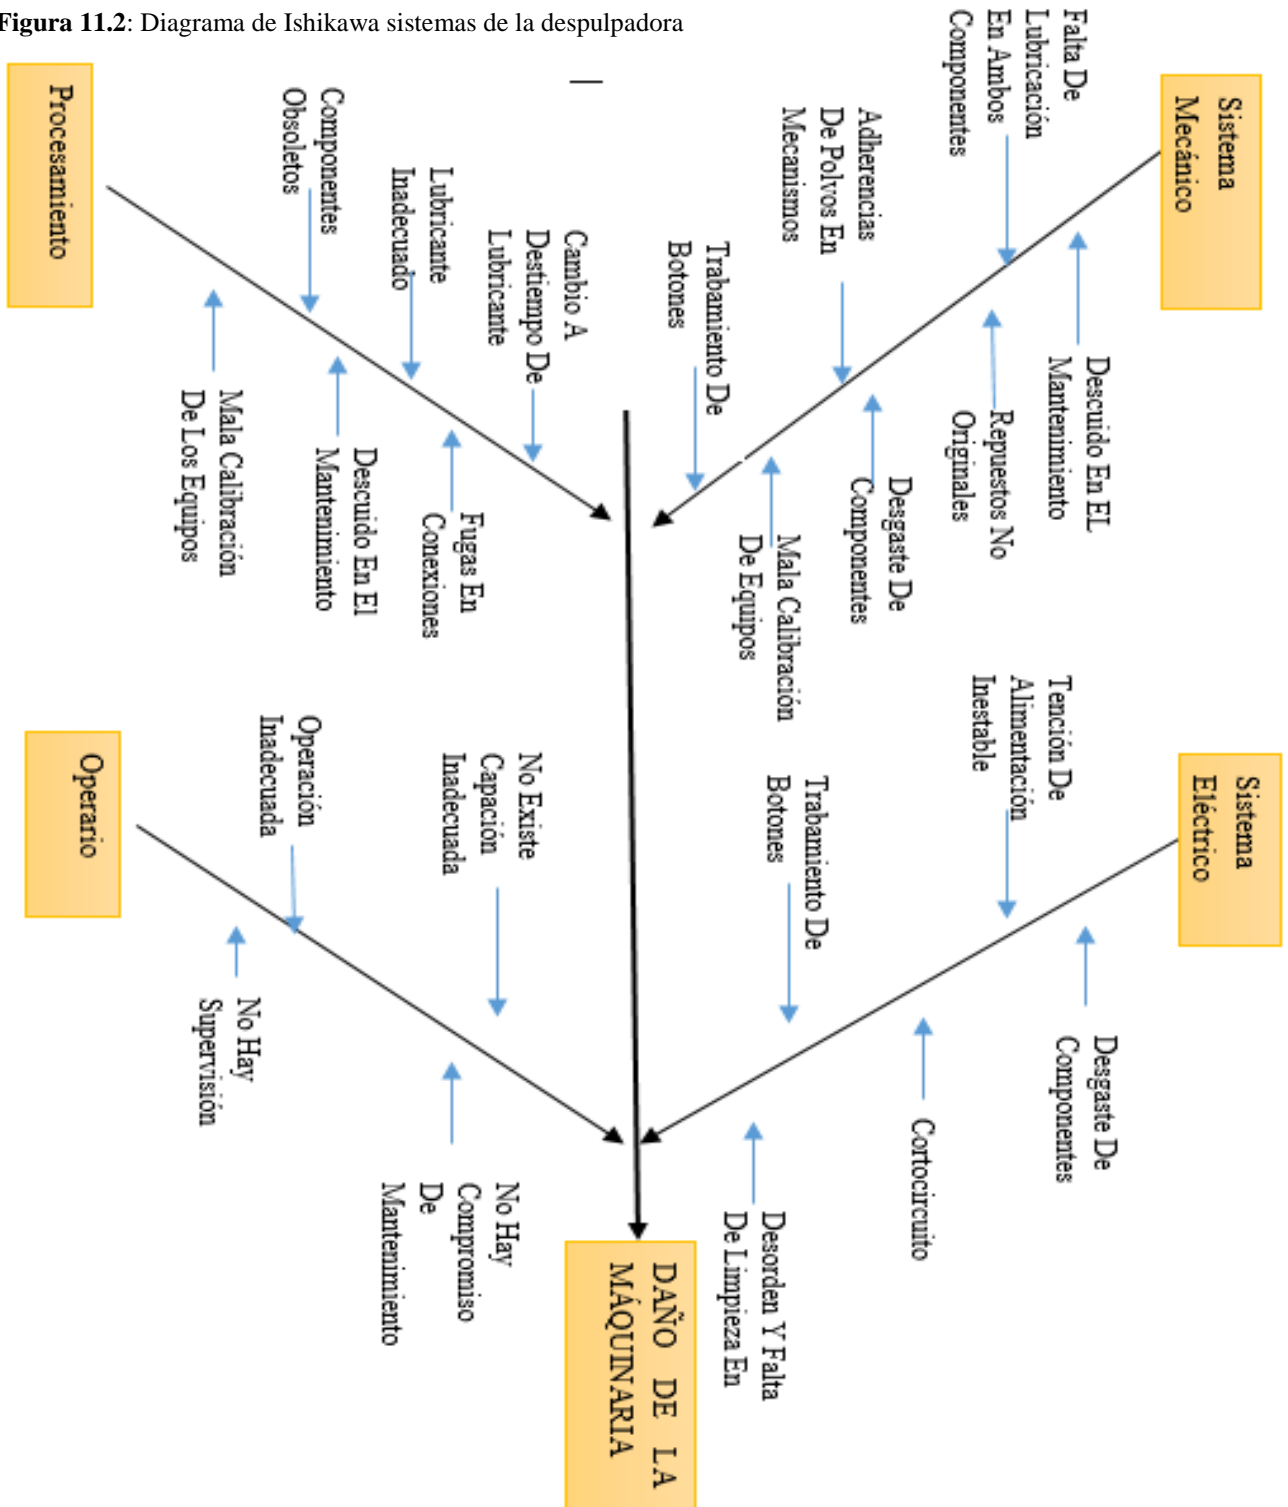 Figura 11.2: Diagrama de Ishikawa sistemas de la despulpadora
Sistema
Mecánico
Falta De
Lubricación
En Ambos
Componentes
Descuido En EL
Mantenimiento
Repuestos No
Originales
Adherencias
De Polvos En
Mecanismos
Desgaste De
Componentes
Trabamiento De
Botones
Mala Calibración
De Equipos
Sistema
Eléctrico
Tención De
Alimentación
Inestable
Desgaste De
Componentes
Cortocircuito
Trabamiento De
Botones
Desorden Y Falta
De Limpieza En
Procesamiento
Componentes
Obsoletos
Mala Calibración
De Los Equipos
Lubricante
Inadecuado
Descuido En El
Mantenimiento
Cambio A
Destiempo De
Lubricante
Fugas En
Conexiones
Operario
Operación
Inadecuada
No Hay
Supervisión
No Existe
Capación
Inadecuada
No Hay
Compromiso
De
Mantenimiento
DAÑO DE LA
MÁQUINARIA